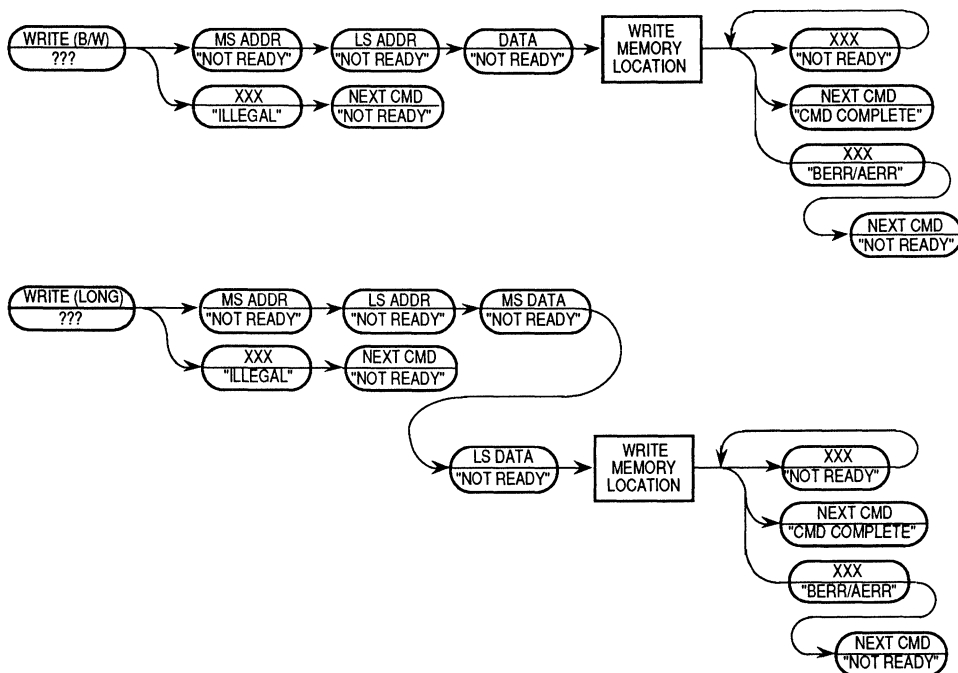 WRITE (B/W)
???
MS ADDR
"NOT READY"
LS ADDR
"NOT READY"
DATA
"NOT READY"
WRITE
MEMORY
LOCATION
XXX
"NOT READY"
XXX
"ILLEGAL"
NEXT CMD
"NOT READY"
NEXT CMD
"CMD COMPLETE"
XXX
"BERR/AERR"
NEXT CMD
"NOT READY"
WRITE (LONG)
???
MS ADDR
"NOT READY"
LS ADDR
"NOT READY"
MS DATA
"NOT READY"
XXX
"ILLEGAL"
NEXT CMD
"NOT READY"
LS DATA
"NOT READY"
WRITE
MEMORY
LOCATION
XXX
"NOT READY"
NEXT CMD
"CMD COMPLETE"
XXX
"BERR/AERR"
NEXT CMD
"NOT READY"